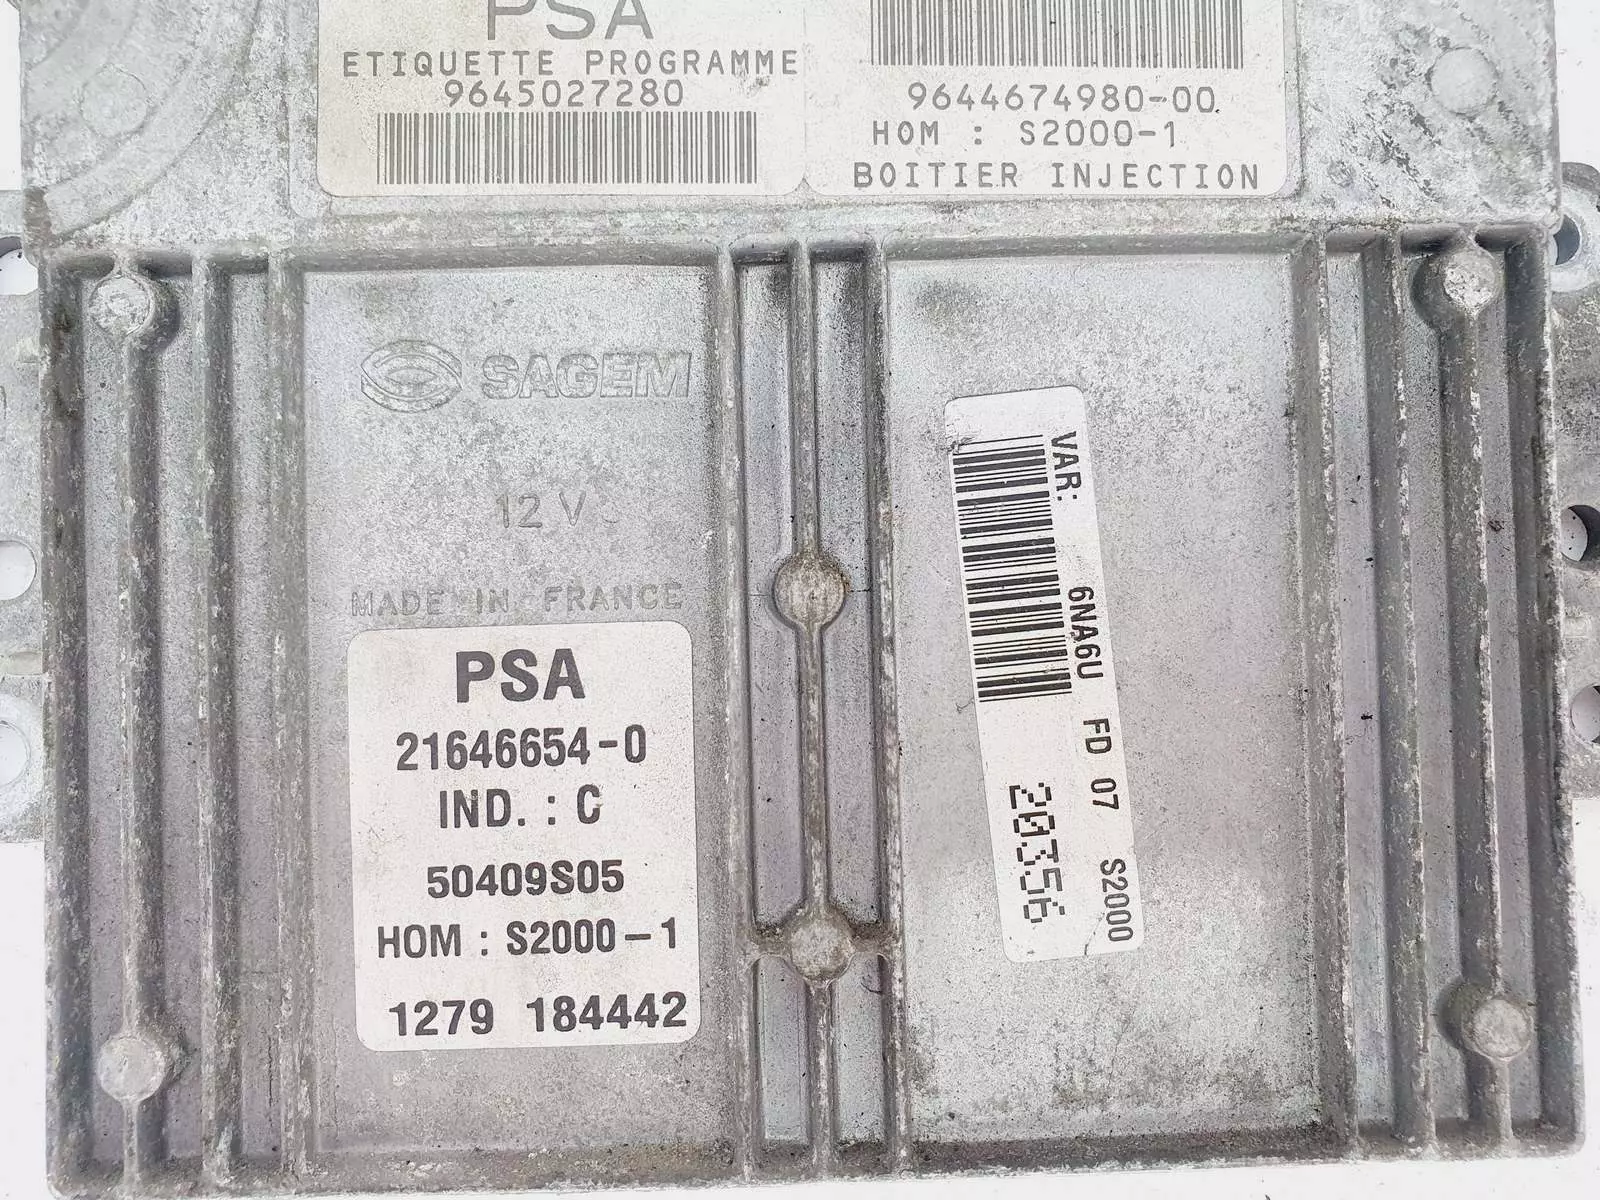 PSA
ETIQUETTE PROGRAMME
9645027280
9644674980-00
HOM : S2000-1
BOITIER INJECTION
SAGEM
12 V
MADE IN FRANCE
PSA
21646654-0
IND. : C
50409S05
HOM : S2000-1
1279 184442
VAR: 6NA6U FD 07 S2000
20356